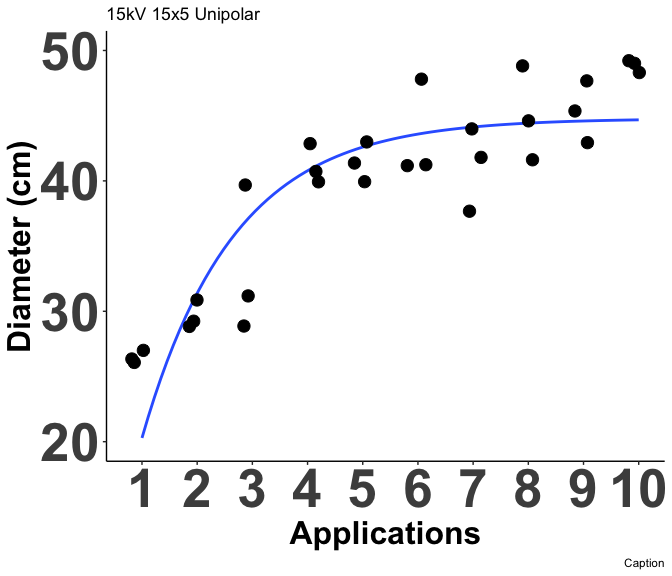 15kV 15x5 Unipolar
50
40
30
20
Diameter (cm)
1 2 3 4 5 6 7 8 9 10
Applications
Caption